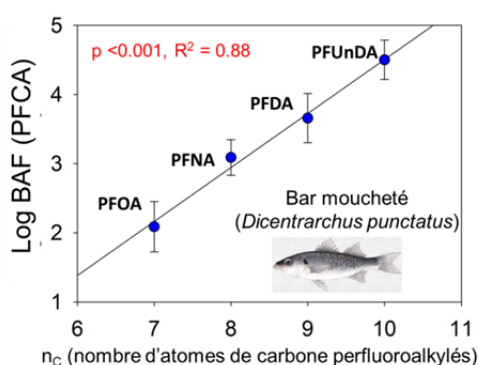 5
p <0.001, R² = 0.88
PFUnDA
4
PFDA
Log BAF (PFCA)
PFNA
3
PFOA
Bar moucheté
(Dicentrarchus punctatus)
2
1
6 7 8 9 10 11
n_C (nombre d'atomes de carbone perfluoroalkylés)